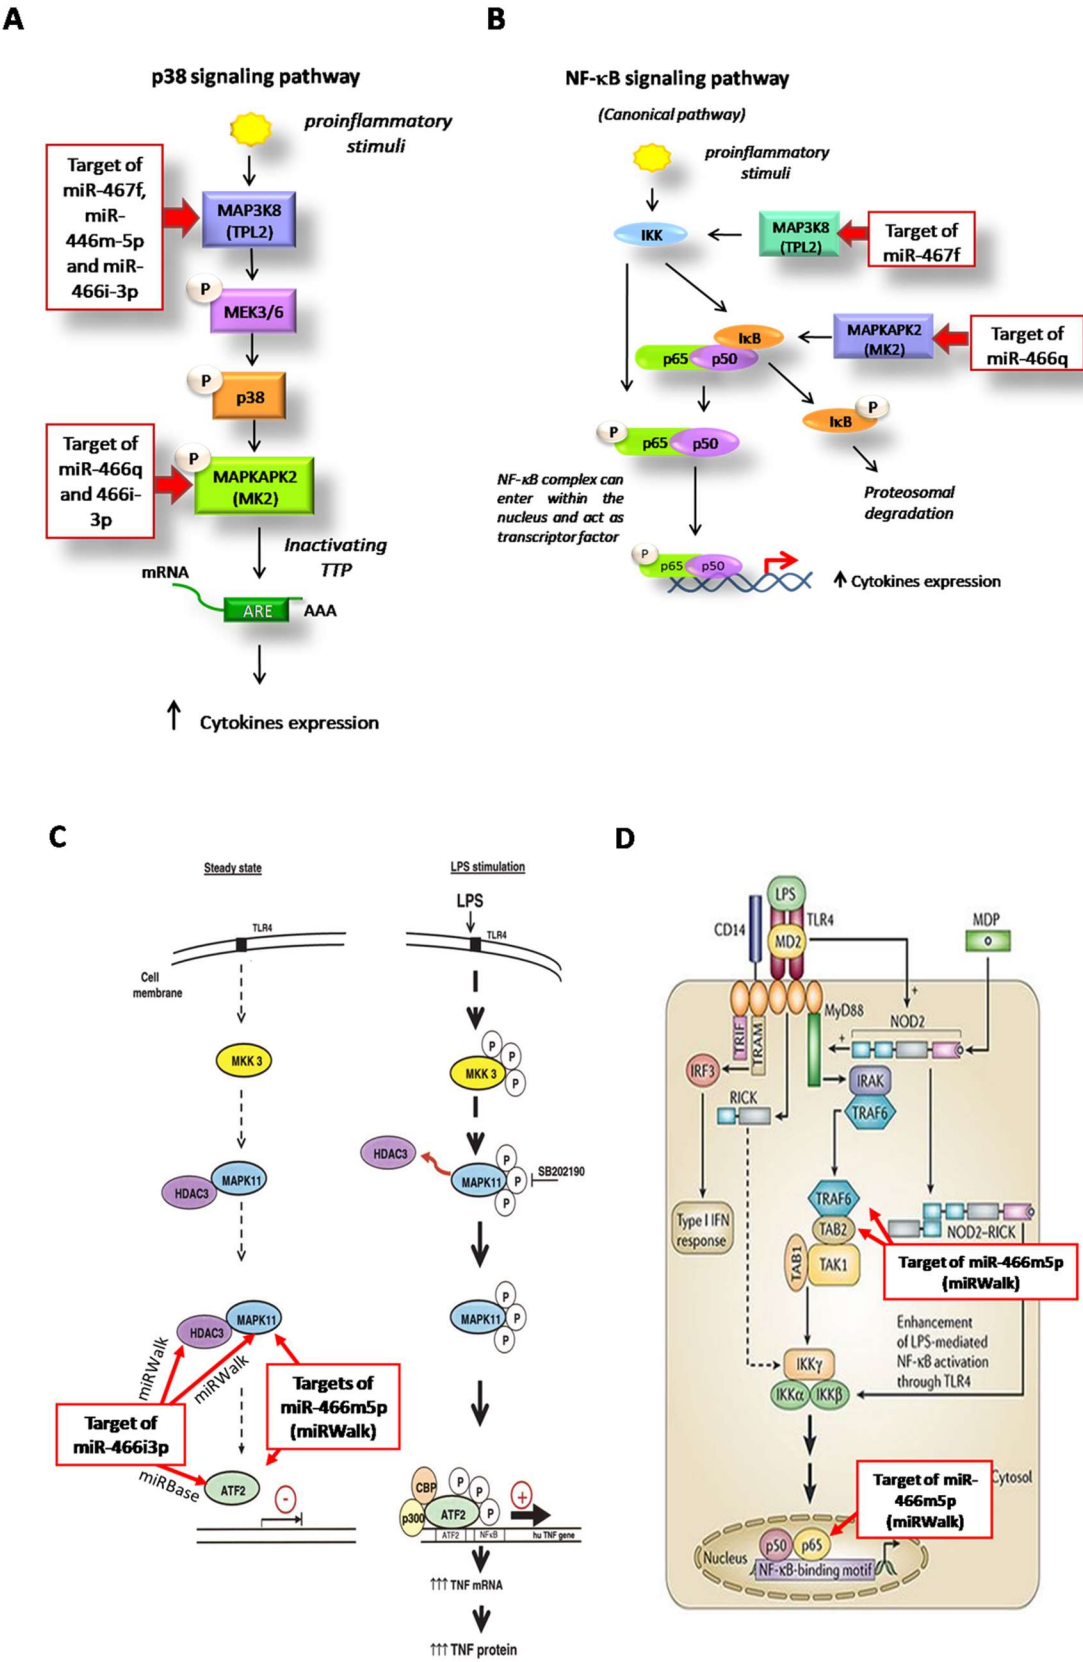 A
p38 signaling pathway
proinflammatory
stimuli
Target of
miR-467f,
miR-
446m-5p
and miR-
466i-3p
MAP3K8
(TPL2)
P
MEK3/6
P
p38
Target of
miR-466q
and 466i-
3p
P
MAPKAPK2
(MK2)
Inactivating
TTP
mRNA
ARE
AAA
↑ Cytokines expression
B
NF-κB signaling pathway
(Canonical pathway)
proinflammatory
stimuli
IKK
MAP3K8
(TPL2)
Target of
miR-467f
IκB
p65
p50
MAPKAPK2
(MK2)
Target of
miR-466q
P
p65
p50
IκB
P
NF-κB complex can
enter within the
nucleus and act as
transcriptor factor
Proteosomal
degradation
P
p65
p50
↑ Cytokines expression
C
Steady state
TLR4
Cell
membrane
MKK 3
HDAC3
MAPK11
HDAC3
MAPK11
miRWalk
miRWalk
Target of
miR-466i3p
Targets of
miR-466m5p
(miRWalk)
miRBase
ATF2
-
LPS stimulation
LPS
TLR4
MKK 3
P
P
P
HDAC3
MAPK11
P
P
P
SB202190
MAPK11
P
P
P
CBP
p300
ATF2
P
P
P
+
ATF2
NFκB
hu TNF gene
↑↑↑ TNF mRNA
↑↑↑ TNF protein
D
LPS
CD14
TLR4
MD2
MDP
+
MyD88
NOD2
+
TRIF
TRAM
IRF3
RICK
IRAK
TRAF6
Type I IFN
response
TRAF6
TAB2
TAB1
TAK1
NOD2–RICK
Target of miR-466m5p
(miRWalk)
Enhancement
of LPS-mediated
NF-κB activation
through TLR4
IKKγ
IKKα
IKKβ
Cytosol
Target of miR-
466m5p
(miRWalk)
Nucleus
p50
p65
NF-κB-binding motif